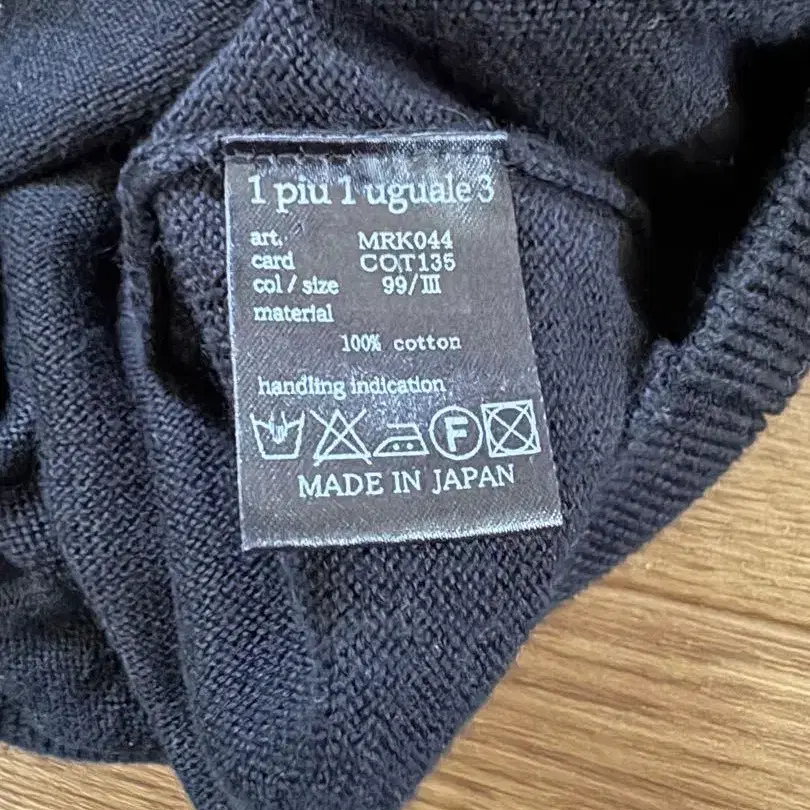 1 piu 1 uguale 3
art. MRK044
card COT135
col / size 99/III
material
100% cotton
handling indication
F
MADE IN JAPAN